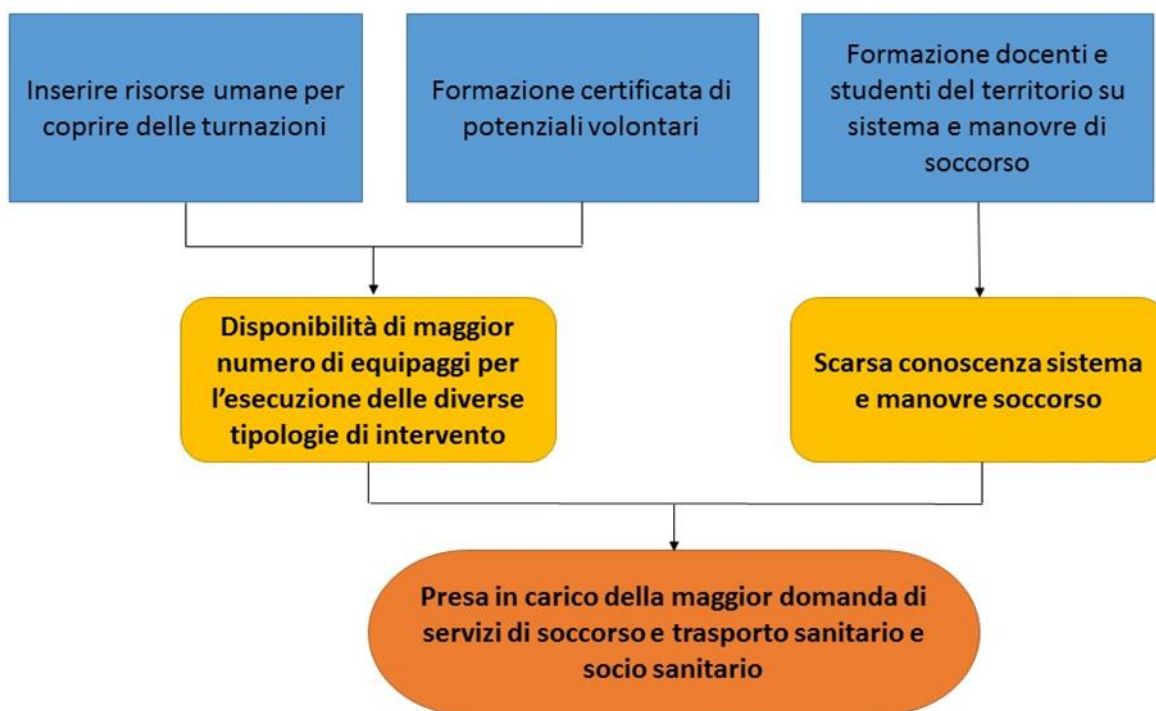 Inserire risorse umane per
coprire delle turnazioni
Formazione certificata di
potenziali volontari
Formazione docenti e
studenti del territorio su
sistema e manovre di
soccorso
Disponibilità di maggior
numero di equipaggi per
l'esecuzione delle diverse
tipologie di intervento
Scarsa conoscenza sistema
e manovre soccorso
Presa in carico della maggior domanda di
servizi di soccorso e trasporto sanitario e
socio sanitario